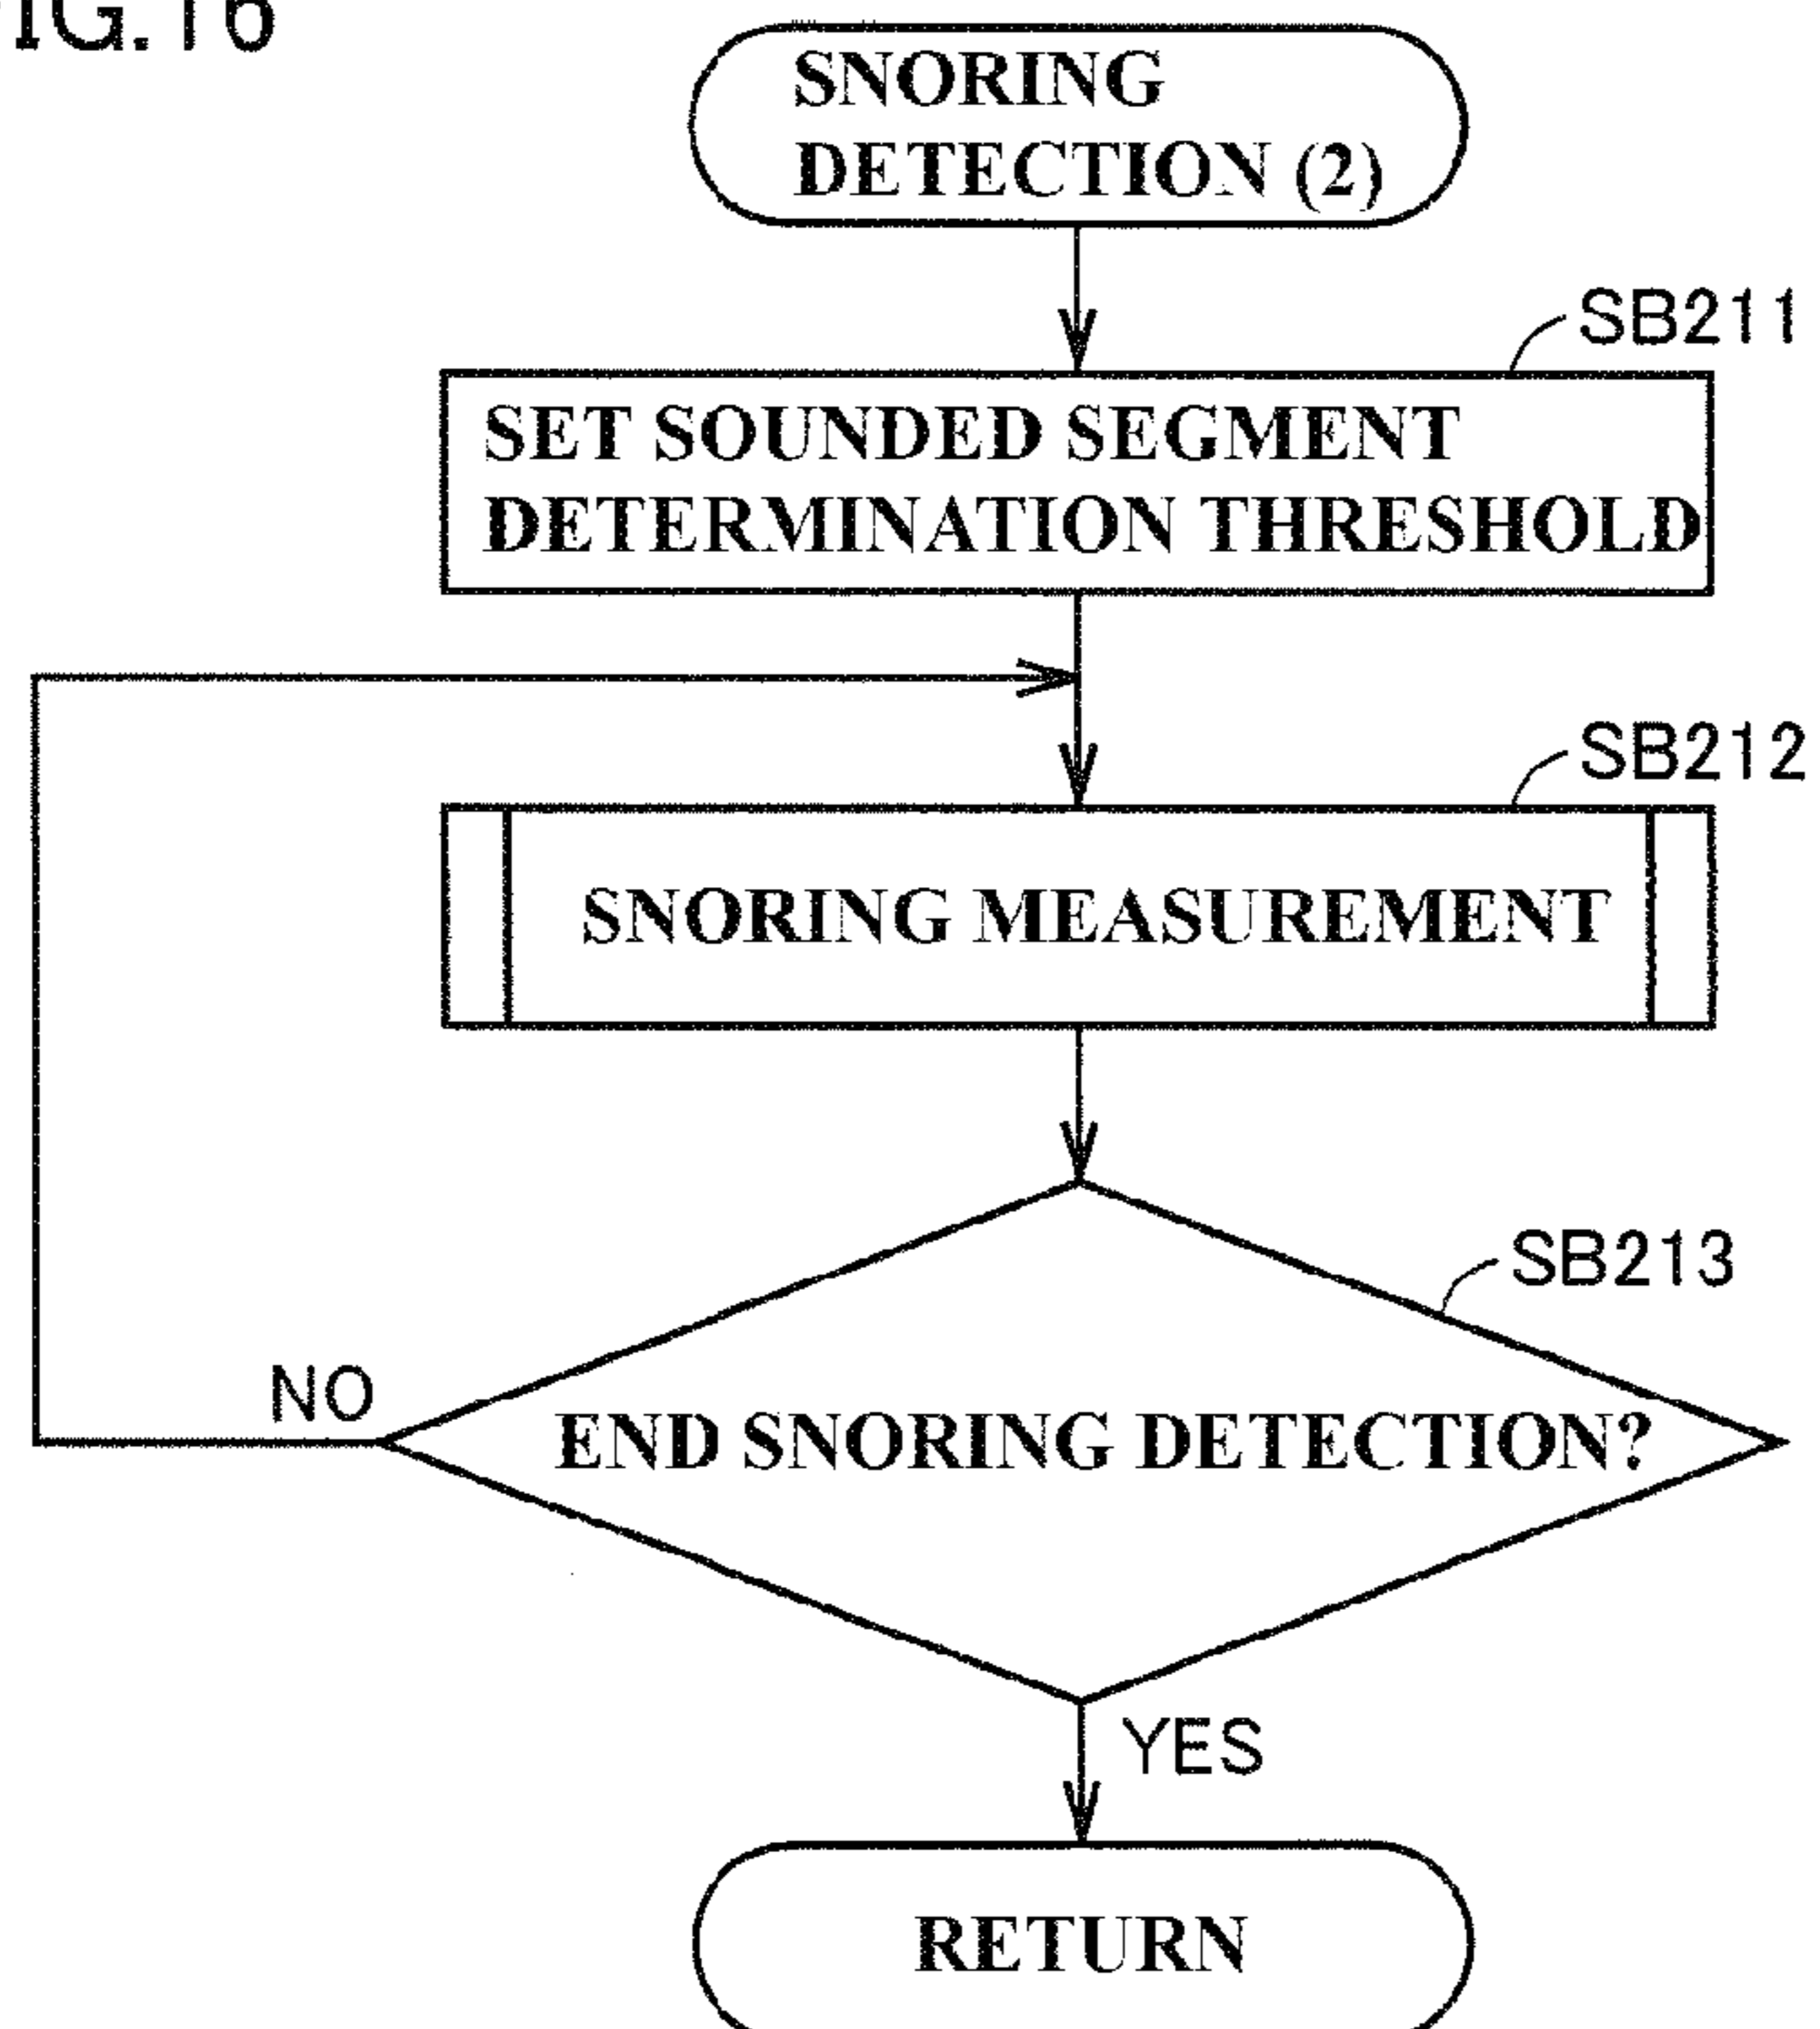 FIG.16
SNORING
DETECTION (2)
SB211
SET SOUNDED SEGMENT
DETERMINATION THRESHOLD
SB212
SNORING MEASUREMENT
SB213
NO
END SNORING DETECTION?
YES
RETURN